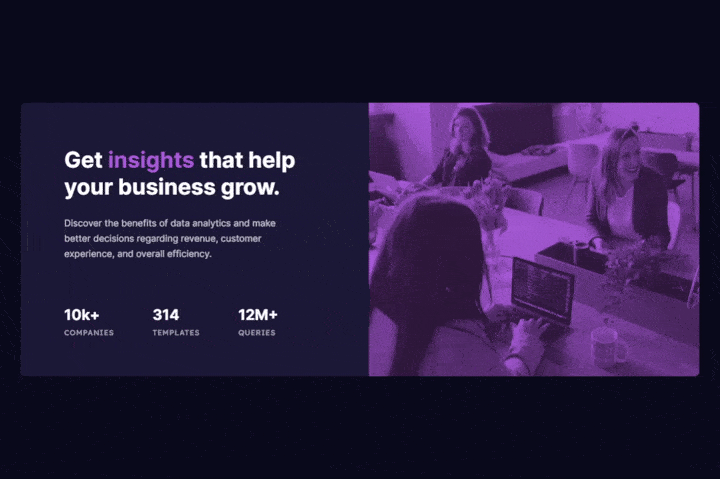 Get insights that help
your business grow.
Discover the benefits of data analytics and make
better decisions regarding revenue, customer
experience, and overall efficiency.
10k+ 314 12M+
COMPANIES TEMPLATES QUERIES